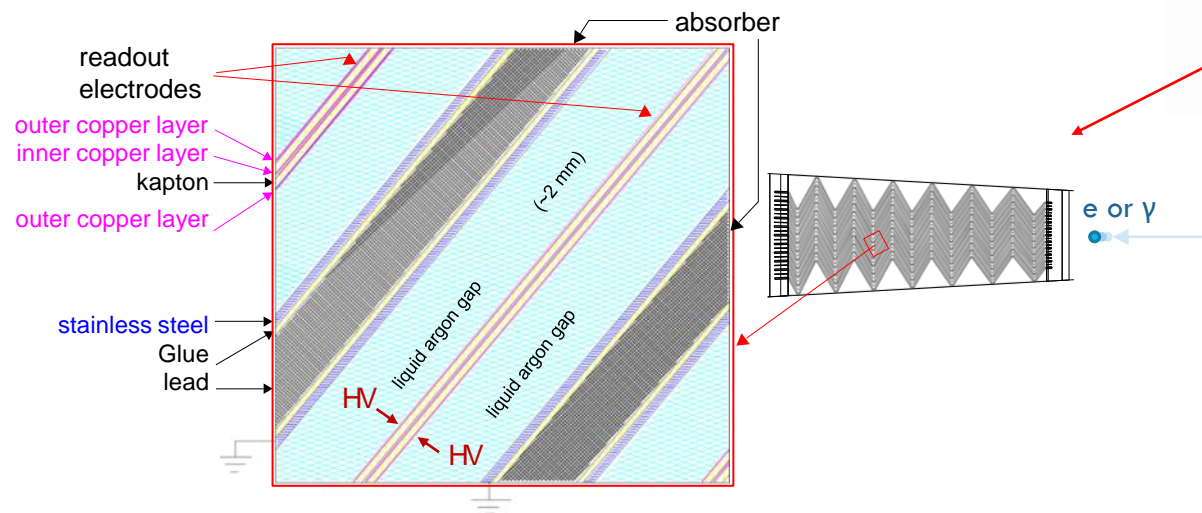 absorber
readout
electrodes
outer copper layer
inner copper layer
kapton
outer copper layer
(~2 mm)
e or γ
stainless steel
Glue
lead
liquid argon gap
liquid argon gap
HV
HV